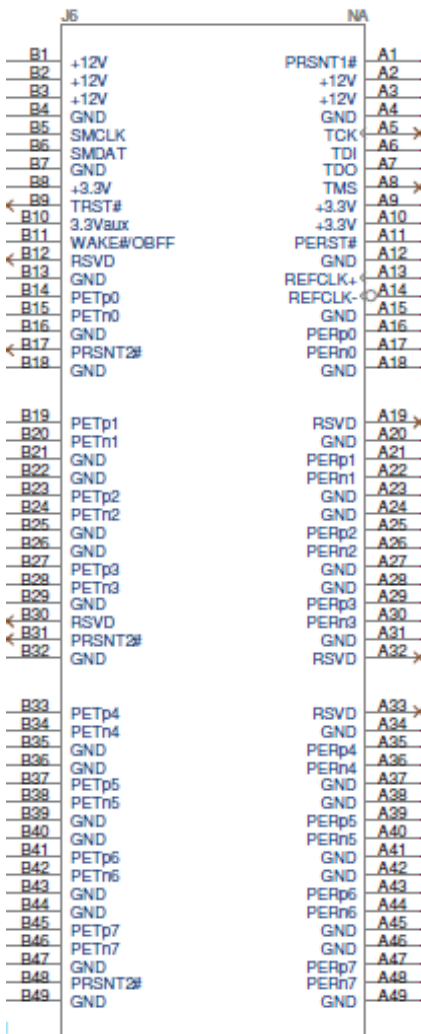 J6 NA
B1 +12V PRSNT1# A1
B2 +12V +12V A2
B3 +12V +12V A3
B4 GND GND A4
B5 SMCLK TCK A5
B6 SMDAT TDI A6
B7 GND TDO A7
B8 +3.3V TMS A8
B9 TRST# +3.3V A9
B10 3.3Vaux +3.3V A10
B11 WAKE#/OBFF PERST# A11
B12 RSVD GND A12
B13 GND REFCLK+ A13
B14 PETp0 REFCLK- A14
B15 PETn0 GND A15
B16 GND PERp0 A16
B17 PRSNT2# PERn0 A17
B18 GND GND A18
B19 PETp1 RSVD A19
B20 PETn1 GND A20
B21 GND PERp1 A21
B22 GND PERn1 A22
B23 PETp2 GND A23
B24 PETn2 GND A24
B25 GND PERp2 A25
B26 GND PERn2 A26
B27 PETp3 GND A27
B28 PETn3 GND A28
B29 GND PERp3 A29
B30 RSVD PERn3 A30
B31 PRSNT2# GND A31
B32 GND RSVD A32
B33 PETp4 RSVD A33
B34 PETn4 GND A34
B35 GND PERp4 A35
B36 GND PERn4 A36
B37 PETp5 GND A37
B38 PETn5 GND A38
B39 GND PERp5 A39
B40 GND PERn5 A40
B41 PETp6 GND A41
B42 PETn6 GND A42
B43 GND PERp6 A43
B44 GND PERn6 A44
B45 PETp7 GND A45
B46 PETn7 GND A46
B47 GND PERp7 A47
B48 PRSNT2# PERn7 A48
B49 GND GND A49